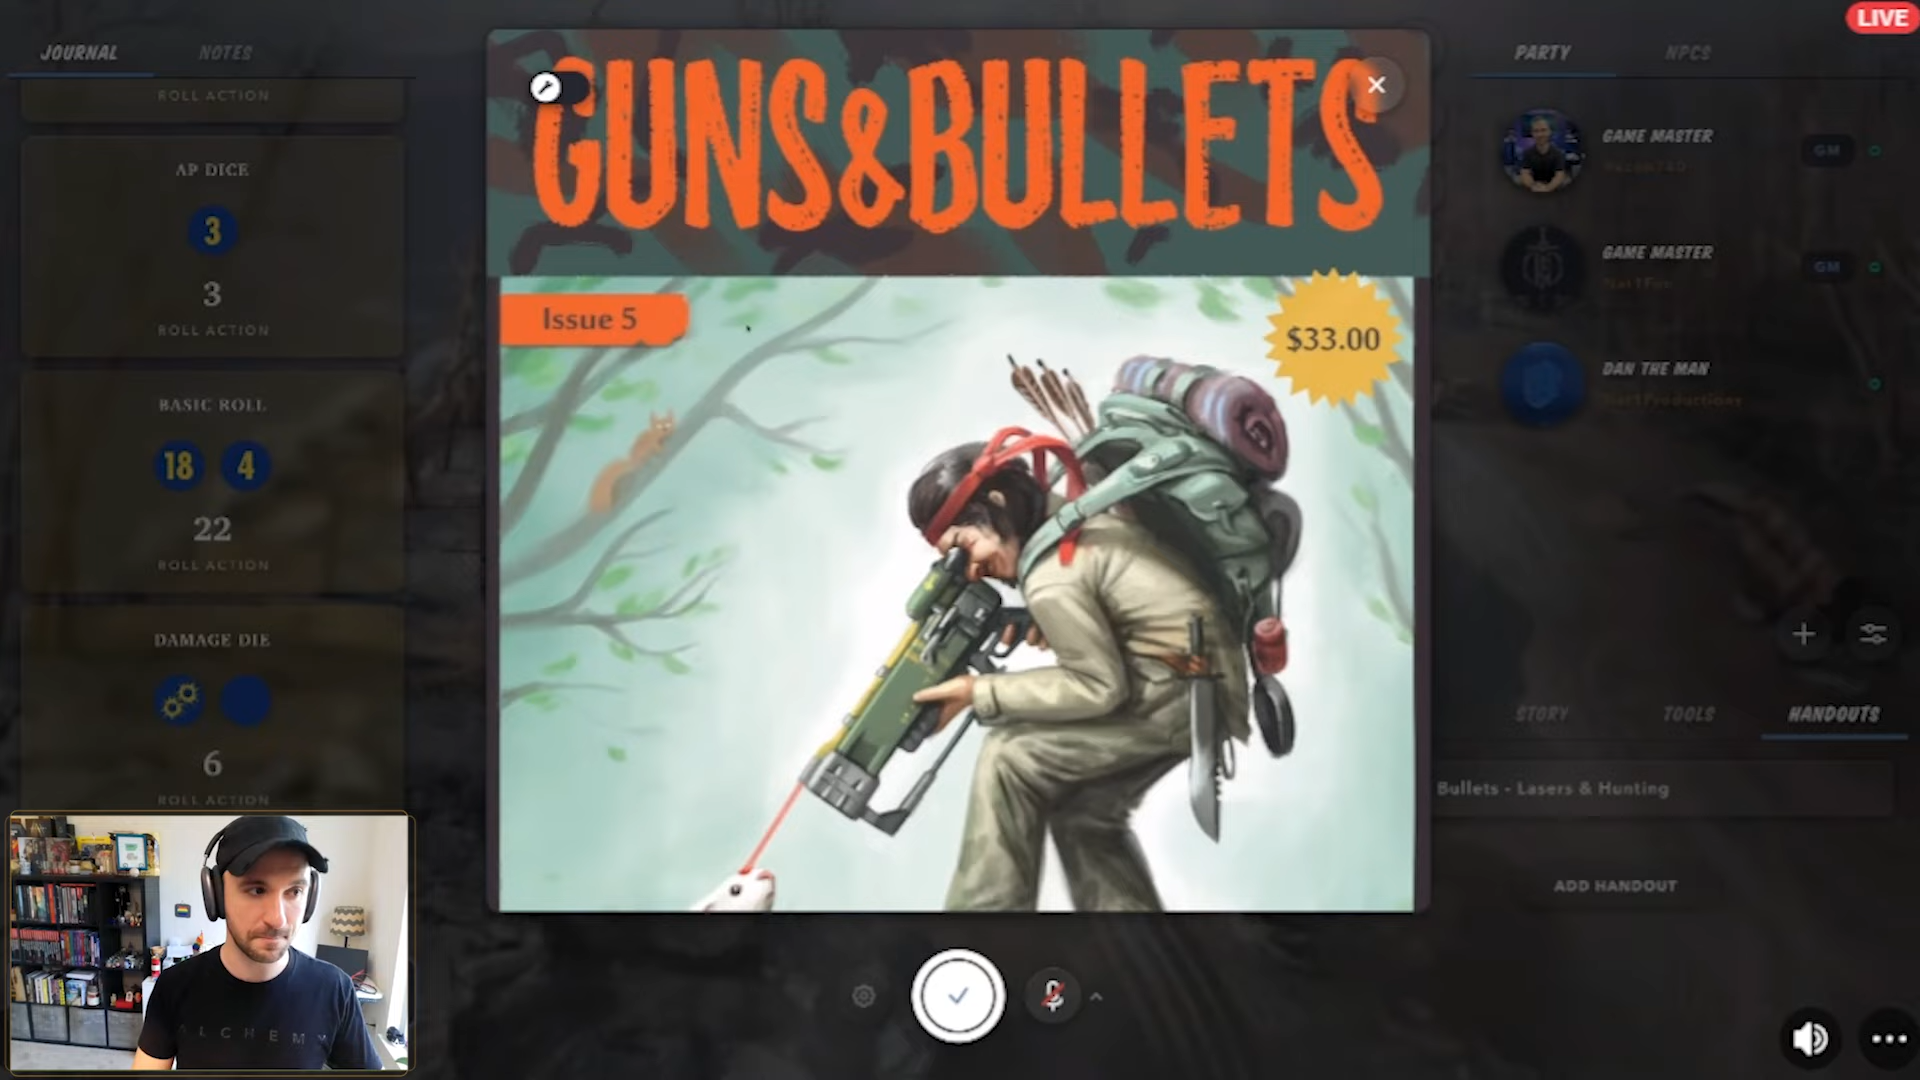 LIVE
JOURNAL
NOTES
ROLL ACTION
AP DICE
3
3
ROLL ACTION
BASIC ROLL
18
4
22
ROLL ACTION
DAMAGE DIE
6
ROLL ACTION
GUNS&BULLETS
Issue 5
$33.00
PARTY
NPCS
GAME MASTER
GM
GAME MASTER
GM
DAN THE MAN
Nat1Productions
STORY
TOOLS
HANDOUTS
Bullets - Lasers & Hunting
ADD HANDOUT
ALCHEMY